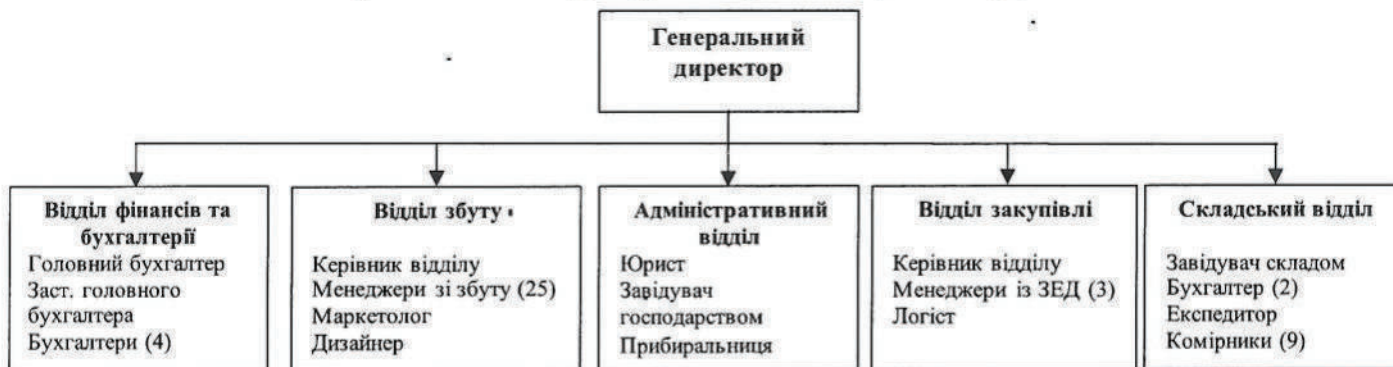 Генеральний
директор
Відділ фінансів та
бухгалтерії
Головний бухгалтер
Заст. головного
бухгалтера
Бухгалтери (4)
Відділ збуту
Керівник відділу
Менеджери зі збуту (25)
Маркетолог
Дизайнер
Адміністративний
відділ
Юрист
Завідувач
господарством
Прибиральниця
Відділ закупівлі
Керівник відділу
Менеджери із ЗЕД (3)
Логіст
Складський відділ
Завідувач складом
Бухгалтер (2)
Експедитор
Комірники (9)